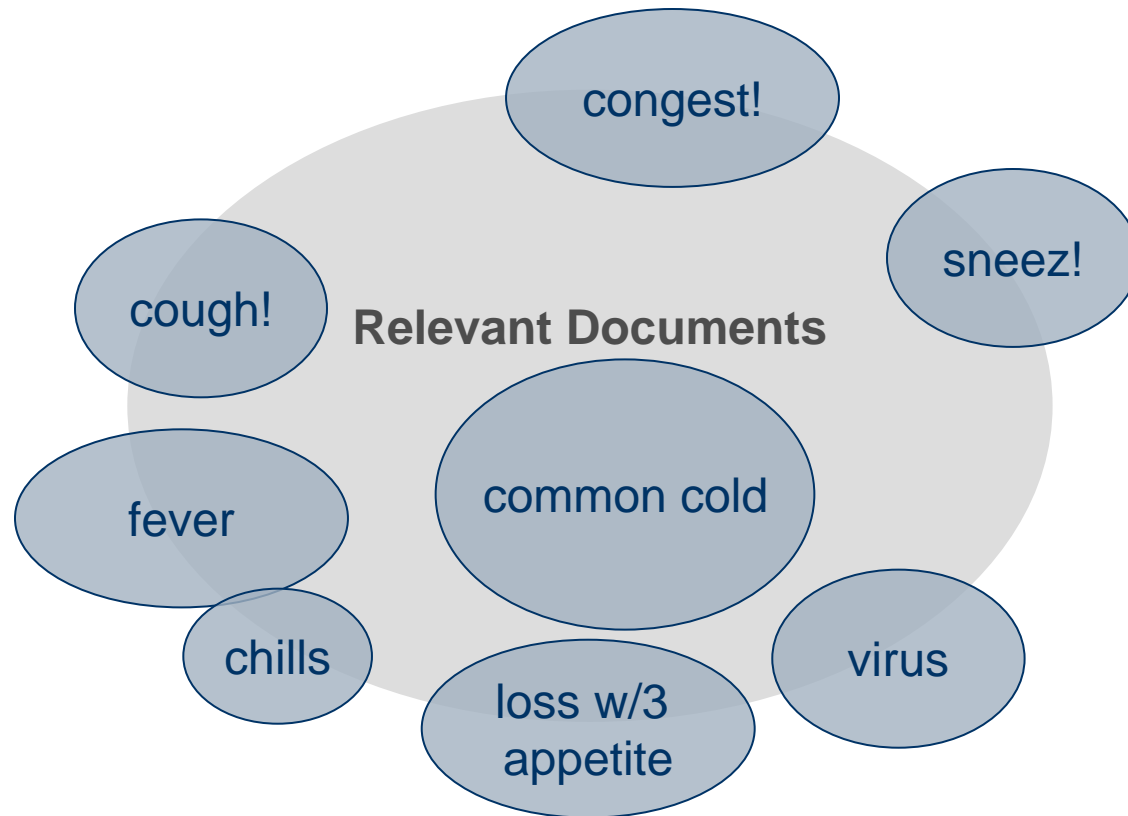 congest!
sneez!
cough!
Relevant Documents
common cold
fever
chills
virus
loss w/3
appetite